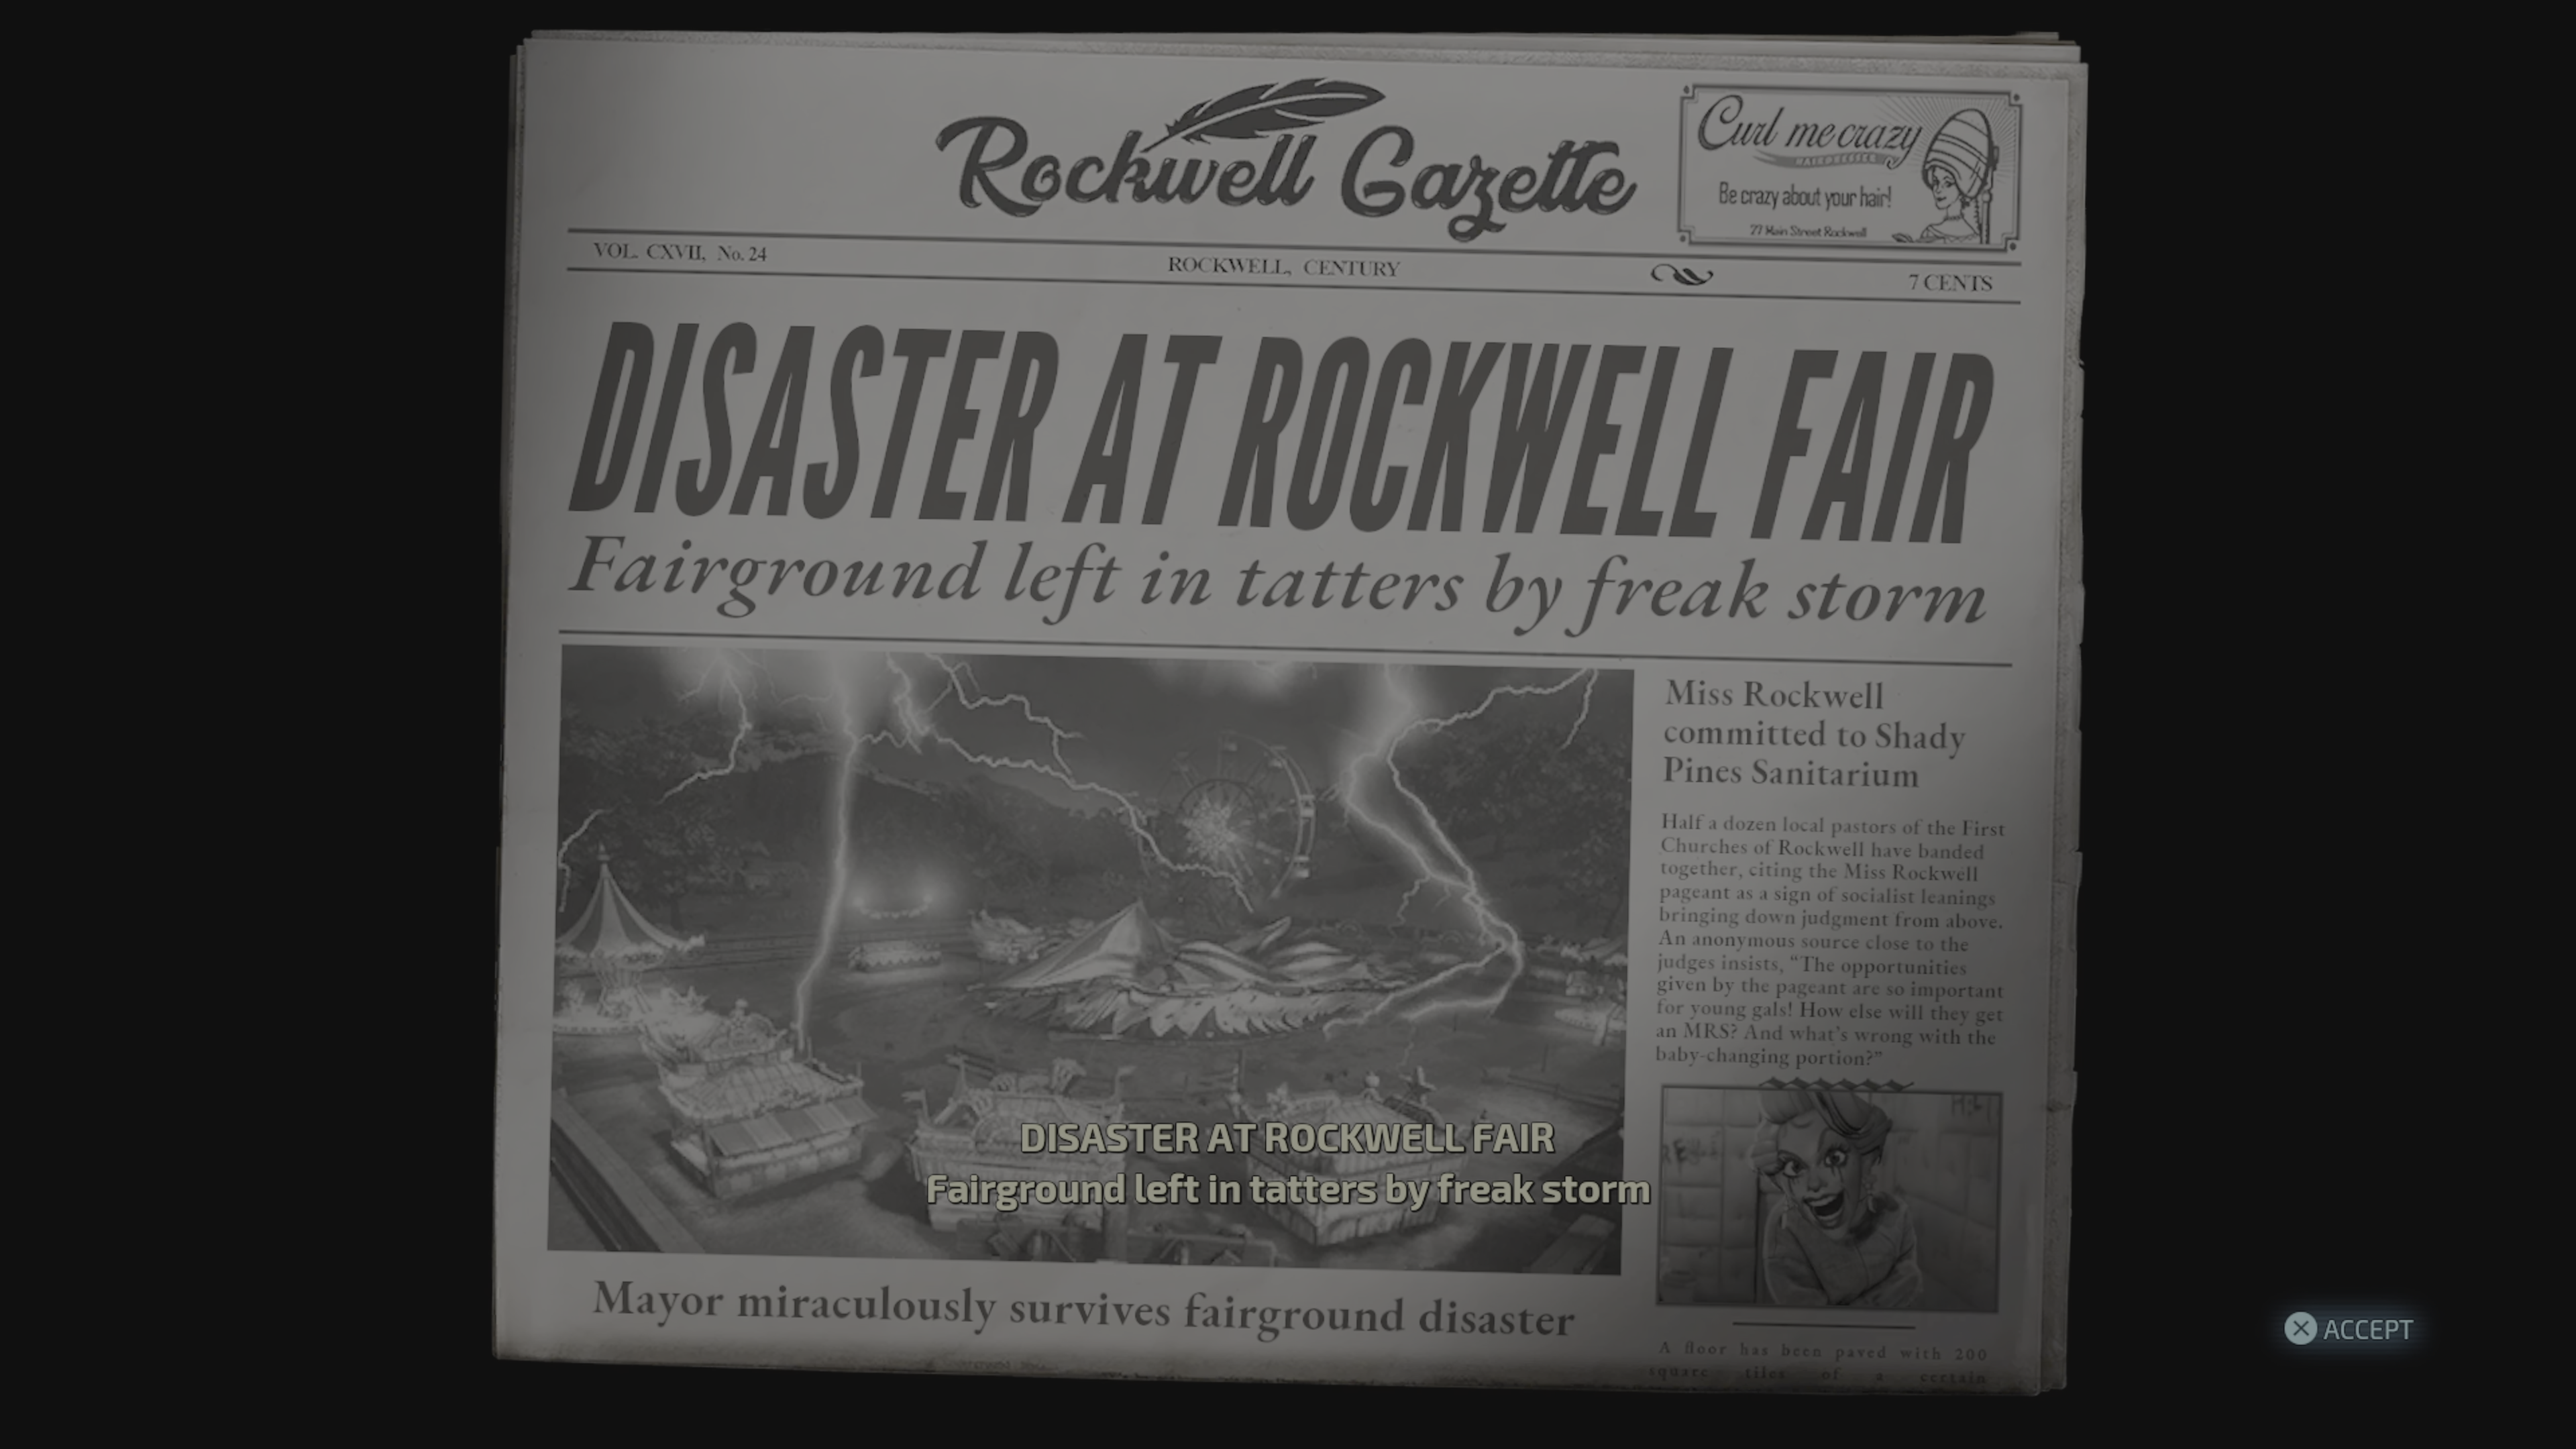 Rockwell Gazette
Curl me crazy
HAIRDRESSER
Be crazy about your hair!
77 Main Street Rockwell
VOL. CXVII, No. 24
ROCKWELL, CENTURY
7 CENTS
DISASTER AT ROCKWELL FAIR
Fairground left in tatters by freak storm
Miss Rockwell
committed to Shady
Pines Sanitarium
Half a dozen local pastors of the First
Churches of Rockwell have banded
together, citing the Miss Rockwell
pageant as a sign of socialist leanings
bringing down judgment from above.
An anonymous source close to the
judges insists, “The opportunities
given by the pageant are so important
for young gals! How else will they get
an MRS? And what’s wrong with the
baby-changing portion?”
DISASTER AT ROCKWELL FAIR
Fairground left in tatters by freak storm
Mayor miraculously survives fairground disaster
A floor has been paved with 200
square tiles of a certain
ACCEPT